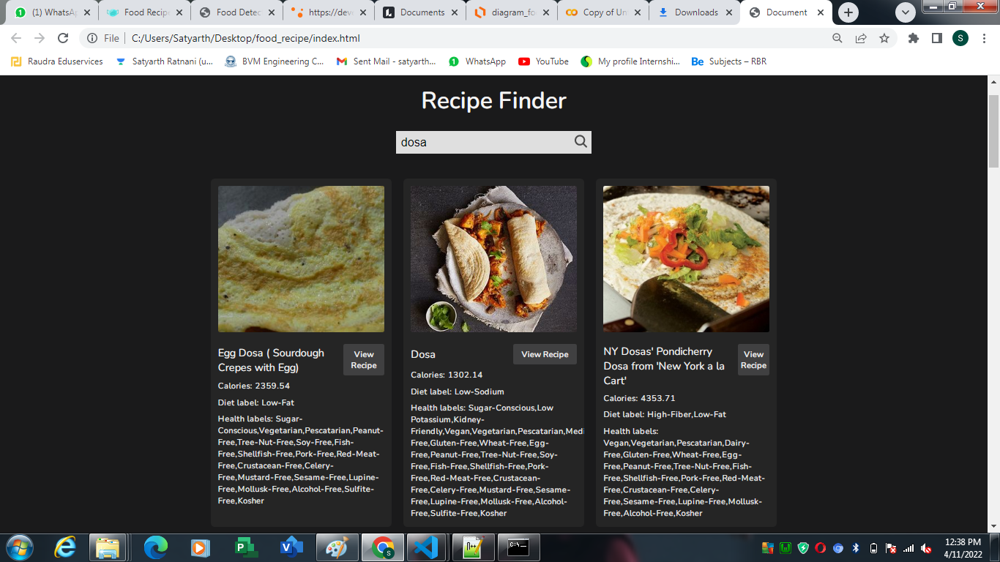 (1) WhatsAp
Food Recipe
Food Detec
https://deve
Documents
diagram_fo
Copy of Un
Downloads
Document
File
C:/Users/Satyarth/Desktop/food_recipe/index.html
S
Raudra Eduservices
Satyarth Ratnani (u...
BVM Engineering C...
Sent Mail - satyarth...
WhatsApp
YouTube
My profile Internshi...
Bē Subjects – RBR
Recipe Finder
dosa
Egg Dosa ( Sourdough
Crepes with Egg)
View
Recipe
Calories: 2359.54
Diet label: Low-Fat
Health labels: Sugar-
Conscious,Vegetarian,Pescatarian,Peanut-
Free,Tree-Nut-Free,Soy-Free,Fish-
Free,Shellfish-Free,Pork-Free,Red-Meat-
Free,Crustacean-Free,Celery-
Free,Mustard-Free,Sesame-Free,Lupine-
Free,Mollusk-Free,Alcohol-Free,Sulfite-
Free,Kosher
Dosa
View Recipe
Calories: 1302.14
Diet label: Low-Sodium
Health labels: Sugar-Conscious,Low
Potassium,Kidney-
Friendly,Vegan,Vegetarian,Pescatarian,Medi
Free,Gluten-Free,Wheat-Free,Egg-
Free,Peanut-Free,Tree-Nut-Free,Soy-
Free,Fish-Free,Shellfish-Free,Pork-
Free,Red-Meat-Free,Crustacean-
Free,Celery-Free,Mustard-Free,Sesame-
Free,Lupine-Free,Mollusk-Free,Alcohol-
Free,Sulfite-Free,Kosher
NY Dosas' Pondicherry
Dosa from 'New York a la
Cart'
View
Recipe
Calories: 4353.71
Diet label: High-Fiber,Low-Fat
Health labels:
Vegan,Vegetarian,Pescatarian,Dairy-
Free,Gluten-Free,Wheat-Free,Egg-
Free,Peanut-Free,Tree-Nut-Free,Fish-
Free,Shellfish-Free,Pork-Free,Red-Meat-
Free,Crustacean-Free,Celery-
Free,Sesame-Free,Lupine-Free,Mollusk-
Free,Alcohol-Free,Kosher
12:38 PM
4/11/2022